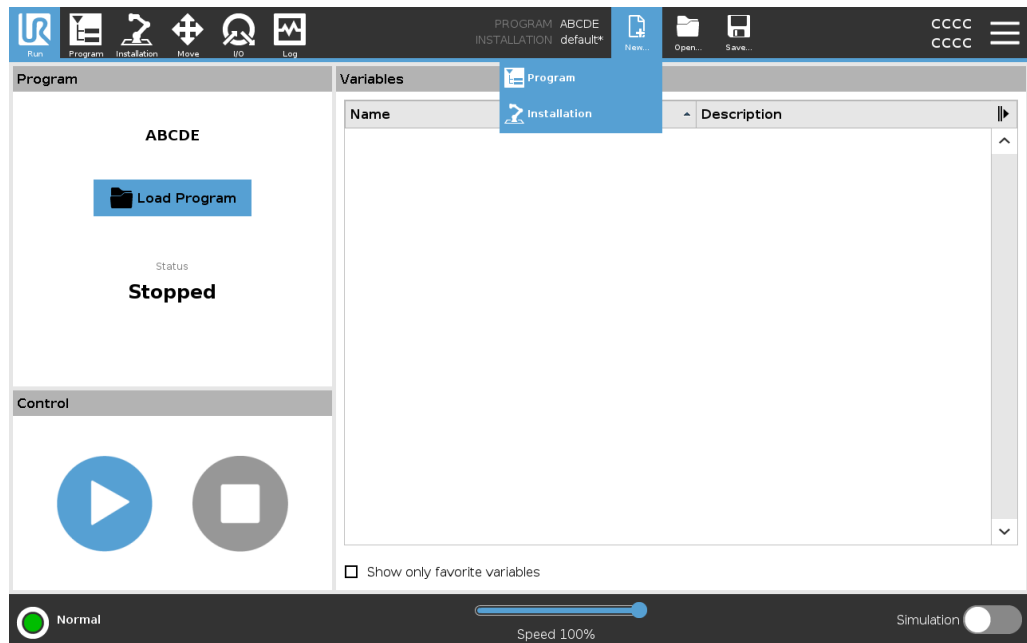 UR
Run
Program
Installation
Move
I/O
Log
PROGRAM ABCDE
INSTALLATION default*
New...
Open...
Save...
CCCC
CCCC
Program
Variables
Program
Installation
Name
Description
ABCDE
Load Program
Status
Stopped
Control
Show only favorite variables
Normal
Speed 100%
Simulation